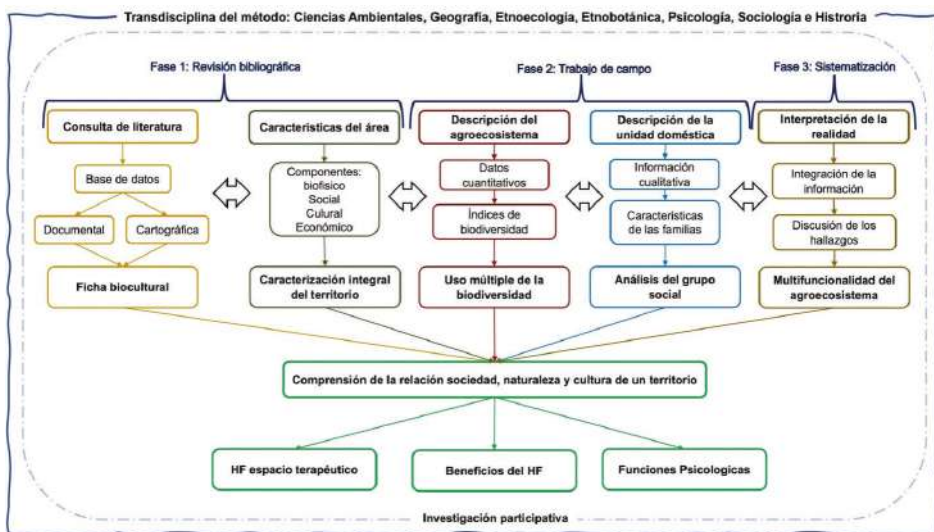 Transdisciplina del método: Ciencias Ambientales, Geografía, Etnoecología, Etnobotánica, Psicología, Sociología e Histroria
Fase 1: Revisión bibliográfica
Fase 2: Trabajo de campo
Fase 3: Sistematización
Consulta de literatura
Base de datos
Documental
Cartográfica
Ficha biocultural
Características del área
Componentes:
biofísico
Social
Culural
Económico
Caracterización integral
del territorio
Descripción del
agroecosistema
Datos
cuantitativos
Índices de
biodiversidad
Uso múltiple de la
biodiversidad
Descripción de la
unidad doméstica
Información
cualitativa
Características
de las familias
Análisis del grupo
social
Interpretación de la
realidad
Integración de la
información
Discusión de los
hallazgos
Multifuncionalidad del
agroecosistema
Comprensión de la relación sociedad, naturaleza y cultura de un territorio
HF espacio terapéutico
Beneficios del HF
Funciones Psicologicas
Investigación participativa